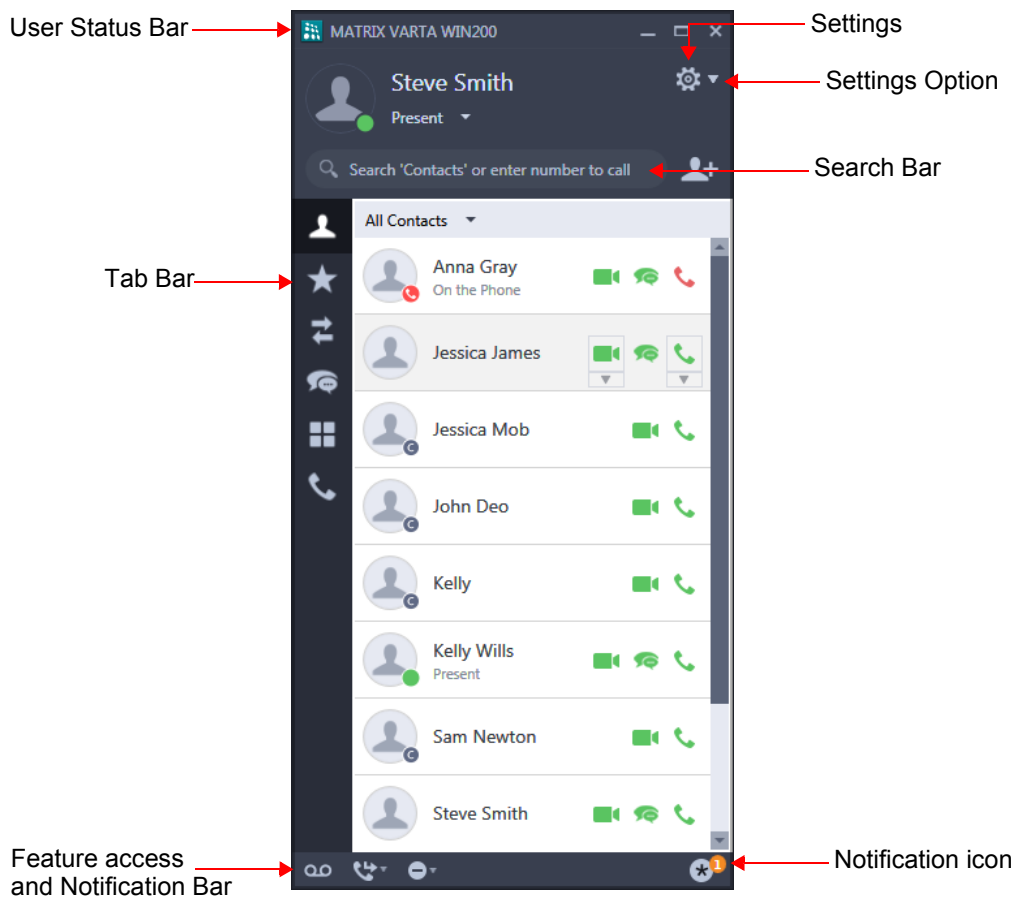 User Status Bar
MATRIX VARTA WIN200
Settings
Steve Smith
Settings Option
Present
Search 'Contacts' or enter number to call
Search Bar
All Contacts
Tab Bar
Anna Gray
On the Phone
Jessica James
Jessica Mob
C
John Deo
C
Kelly
C
Kelly Wills
Present
Sam Newton
C
Steve Smith
Feature access
and Notification Bar
1
Notification icon